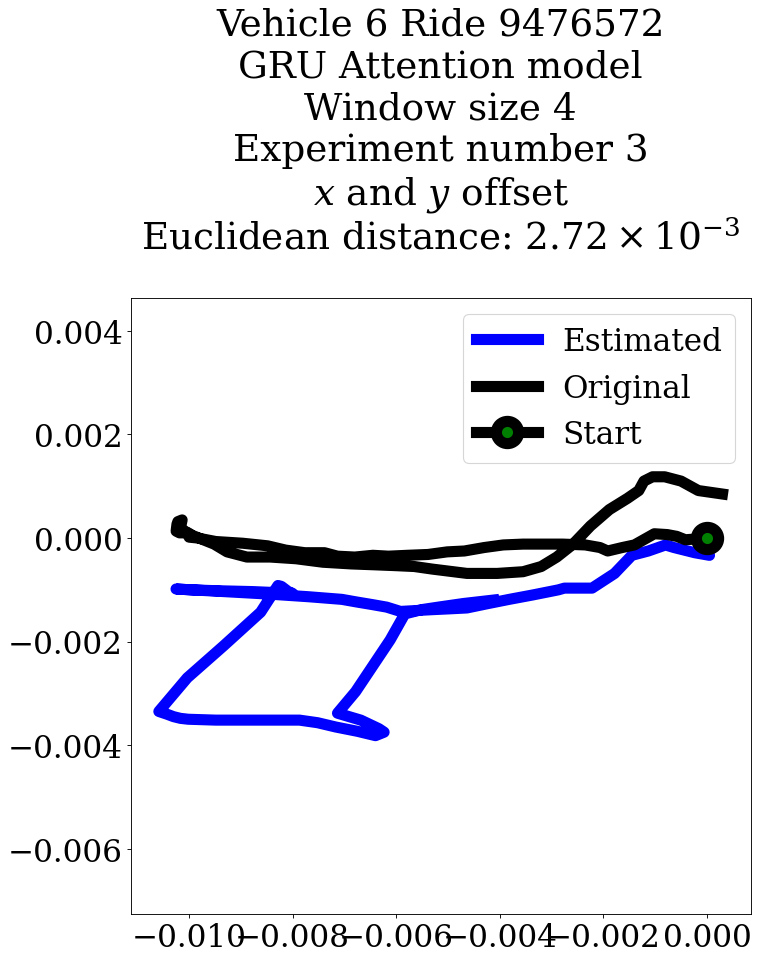 Vehicle 6 Ride 9476572
GRU Attention model
Window size 4
Experiment number 3
x and y offset
Euclidean distance: 2.72 × 10⁻³
Estimated
Original
Start
0.004
0.002
0.000
−0.002
−0.004
−0.006
−0.010 −0.008 −0.006 −0.004 −0.002 0.000